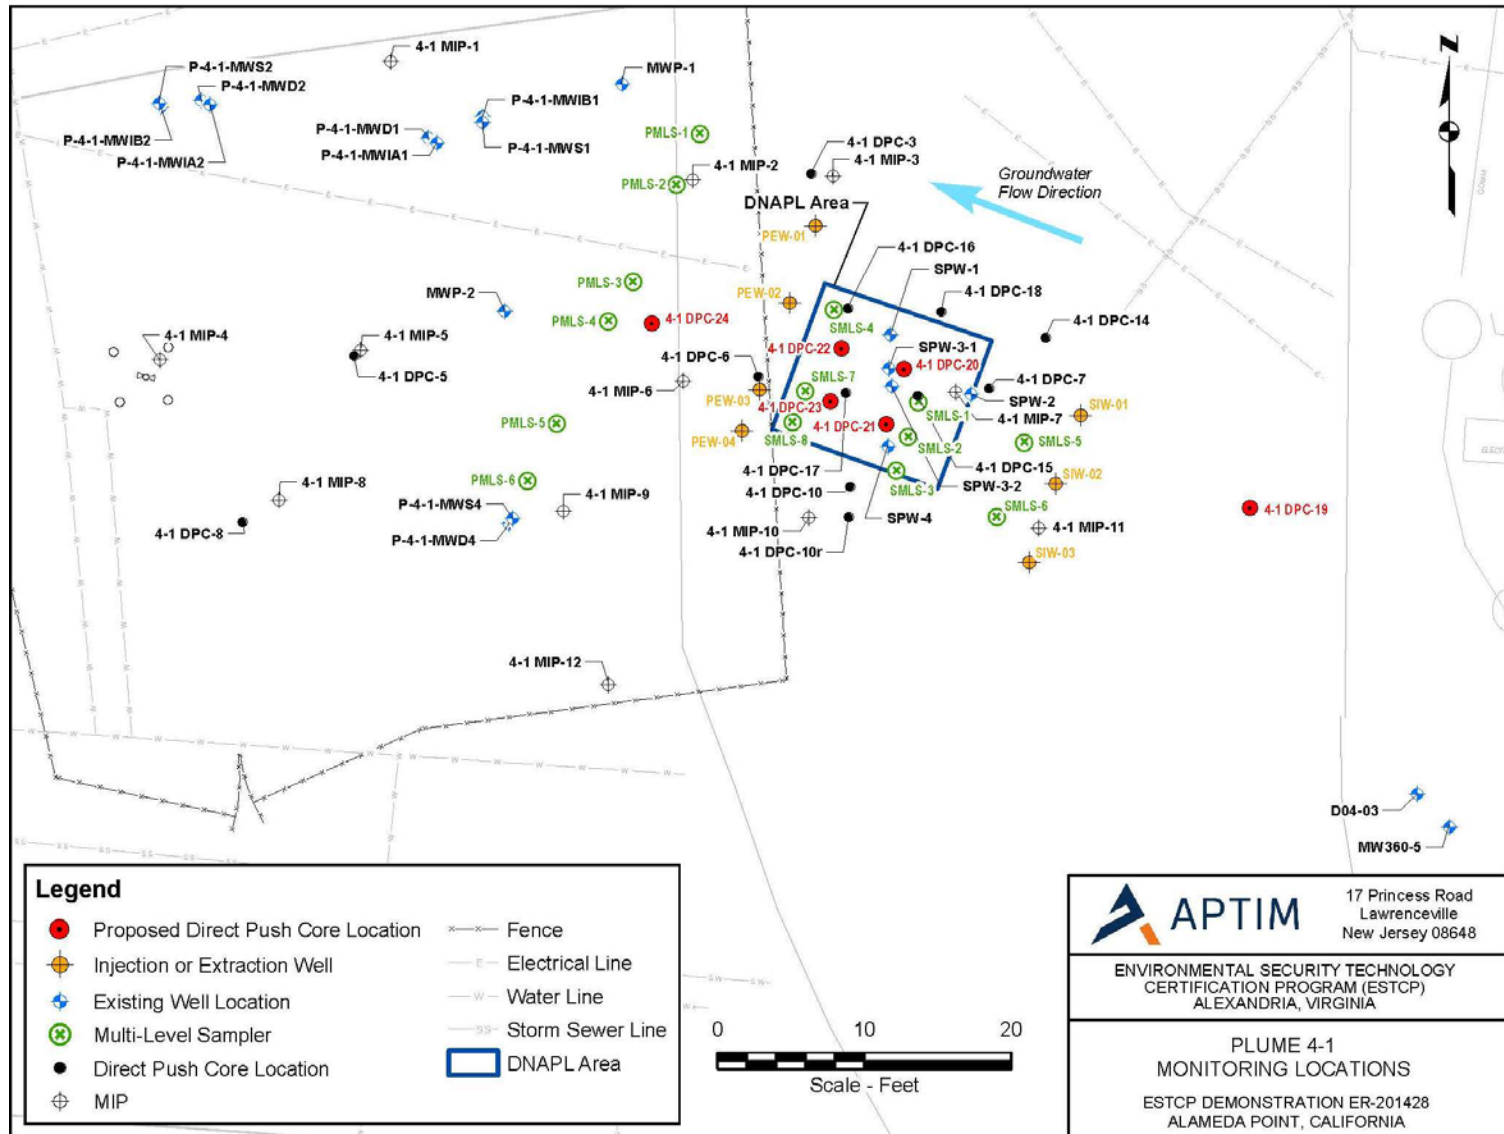 4-1 MIP-1
P-4-1-MWS2
P-4-1-MWD2
MWP-1
P-4-1-MWIB1
P-4-1-MWIB2
P-4-1-MWIA2
P-4-1-MWD1
P-4-1-MWIA1
P-4-1-MWS1
PMLS-1
4-1 MIP-2
PMLS-2
4-1 DPC-3
4-1 MIP-3
Groundwater
Flow Direction
N
COMM
DNAPL Area
PEW-01
4-1 DPC-16
SPW-1
4-1 DPC-18
PMLS-3
PEW-02
MWP-2
PMLS-4
4-1 DPC-24
SMLS-4
4-1 DPC-14
4-1 MIP-4
4-1 MIP-5
4-1 DPC-5
4-1 DPC-6
4-1 DPC-22
SPW-3-1
4-1 DPC-20
4-1 DPC-7
4-1 MIP-6
SMLS-7
PEW-03
4-1 DPC-23
SMLS-1
SPW-2
4-1 MIP-7
SIW-01
PMLS-5
PEW-04
SMLS-8
4-1 DPC-21
SMLS-2
SMLS-5
4-1 DPC-17
4-1 DPC-15
PMLS-6
4-1 MIP-8
4-1 MIP-9
4-1 DPC-10
SMLS-3
SPW-3-2
SIW-02
P-4-1-MWS4
4-1 DPC-8
P-4-1-MWD4
4-1 MIP-10
SPW-4
SMLS-6
4-1 MIP-11
4-1 DPC-19
4-1 DPC-10r
SIW-03
4-1 MIP-12
D04-03
MW360-5
Legend
Proposed Direct Push Core Location
Injection or Extraction Well
Existing Well Location
Multi-Level Sampler
Direct Push Core Location
MIP
Fence
E Electrical Line
W Water Line
SS Storm Sewer Line
DNAPL Area
0 10 20
Scale - Feet
APTIM
17 Princess Road
Lawrenceville
New Jersey 08648
ENVIRONMENTAL SECURITY TECHNOLOGY
CERTIFICATION PROGRAM (ESTCP)
ALEXANDRIA, VIRGINIA
PLUME 4-1
MONITORING LOCATIONS
ESTCP DEMONSTRATION ER-201428
ALAMEDA POINT, CALIFORNIA